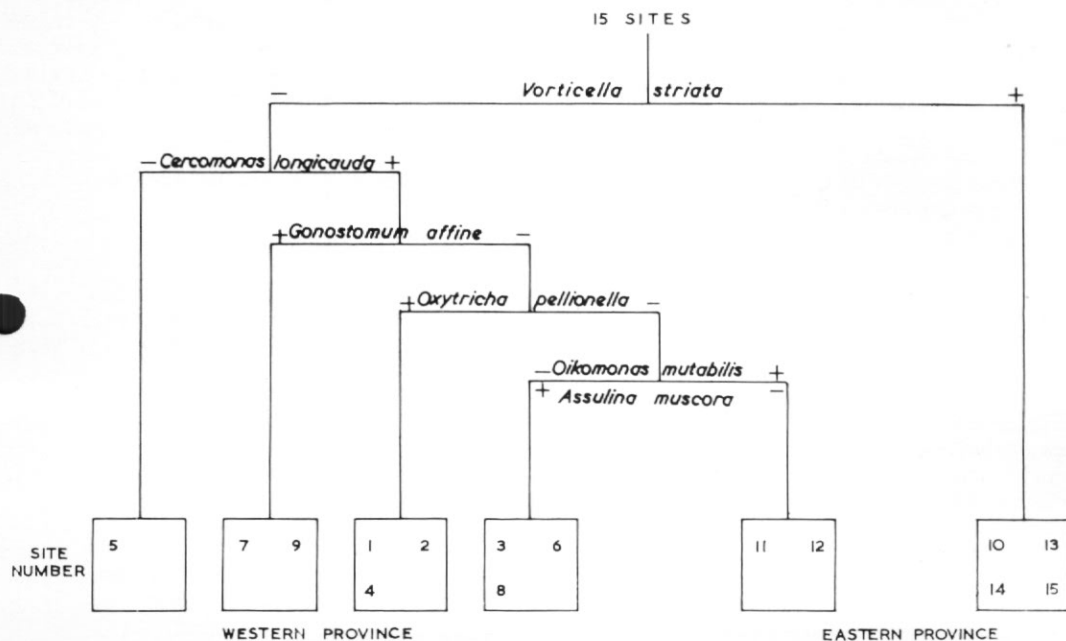 15 SITES
Vorticella striata
- +
- Cercomonas longicauda +
+ Gonostomum affine -
+ Oxytricha pellionella -
- Oikomonas mutabilis +
+ Assulina muscora -
SITE NUMBER
5
7 9
1 2
4
3 6
8
11 12
10 13
14 15
WESTERN PROVINCE
EASTERN PROVINCE